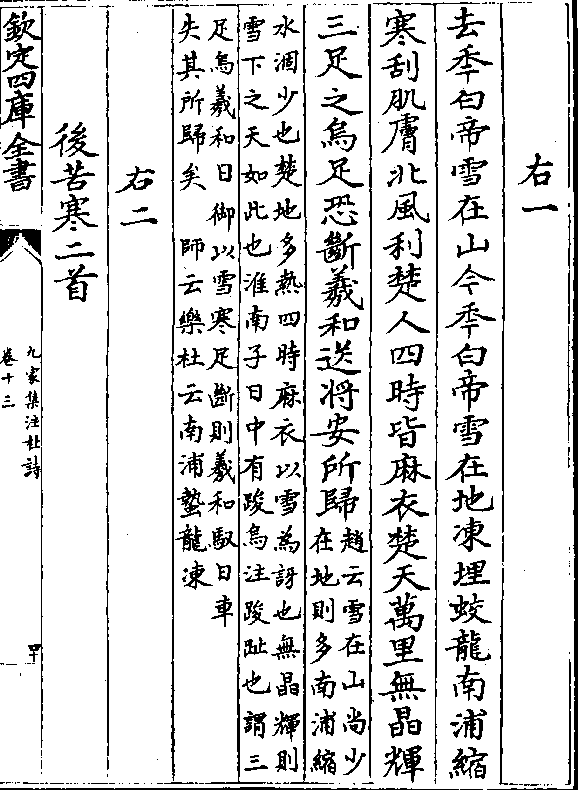 右一
去秊白帝雪在山今秊白帝雪在地凍埋蛟龍南浦縮
寒刮肌膚北風利楚人四時皆麻衣楚天萬里無晶輝
三足之烏足恐斷羲和送將安所歸
趙云雪在山尚少
在地則多南浦縮
水涸少也楚地多熱四時麻衣以雪為訝也無晶輝則
雪下之天如此也淮南子日中有踆烏注踆趾也謂三
足烏羲和日御以雪寒足斷則羲和馭日車
失其所歸矣 師云樂杜云南浦蟄龍凍
右二
後苦寒二首
欽定四庫全書
九家集注杜詩
卷十三